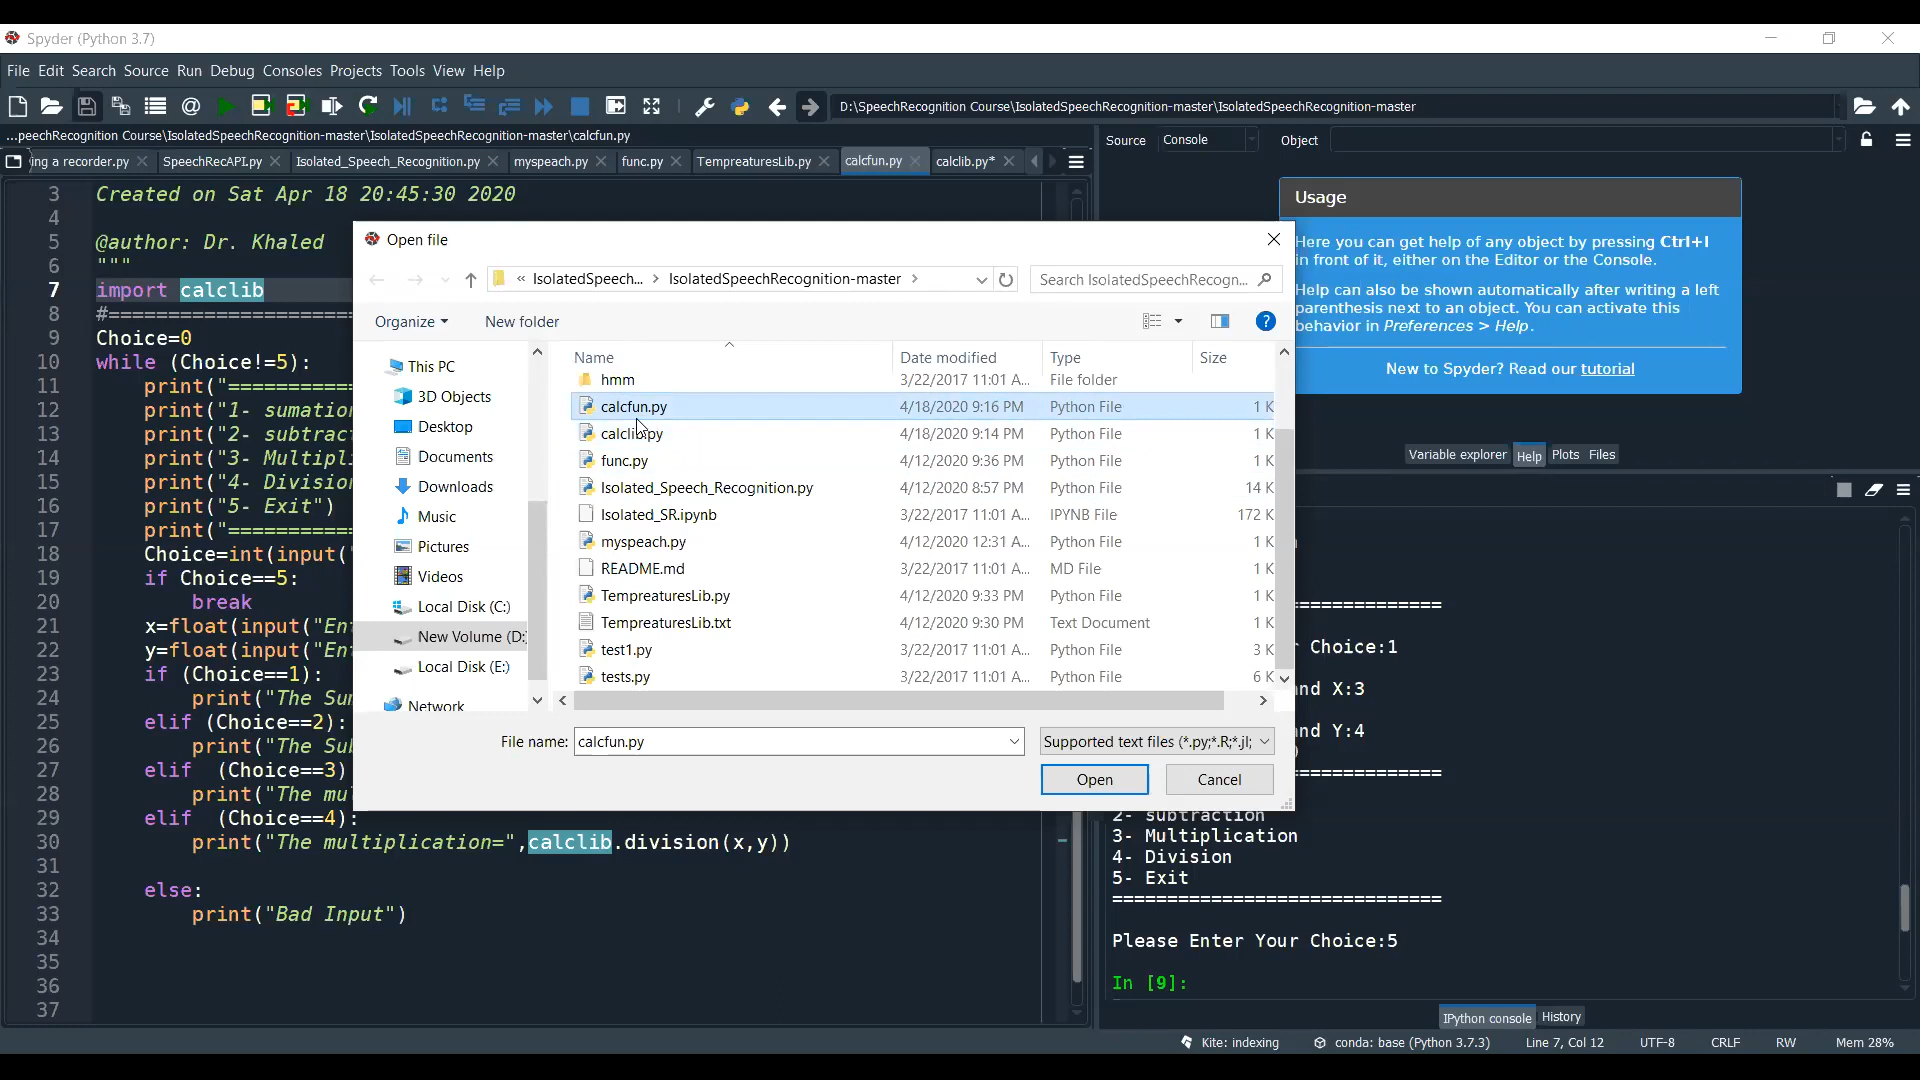 Spyder (Python 3.7)
File Edit Search Source Run Debug Consoles Projects Tools View Help
D:\SpeechRecognition Course\IsolatedSpeechRecognition-master\IsolatedSpeechRecognition-master
...peechRecognition Course\IsolatedSpeechRecognition-master\IsolatedSpeechRecognition-master\calcfun.py
Source Console Object
ing a recorder.py SpeechRecAPI.py Isolated_Speech_Recognition.py myspeach.py func.py TempreaturesLib.py calcfun.py calclib.py*
3 Created on Sat Apr 18 20:45:30 2020
4
5 @author: Dr. Khaled
6 """
7 import calclib
8 #====================
9 Choice=0
10 while (Choice!=5):
11 print("==========
12 print("1- sumation
13 print("2- subtract
14 print("3- Multipl
15 print("4- Division
16 print("5- Exit")
17 print("==========
18 Choice=int(input("
19 if Choice==5:
20 break
21 x=float(input("Ent
22 y=float(input("Ent
23 if (Choice==1):
24 print("The Sum
25 elif (Choice==2):
26 print("The Sub
27 elif (Choice==3)
28 print("The mul
29 elif (Choice==4):
30 print("The multiplication=",calclib.division(x,y))
31
32 else:
33 print("Bad Input")
34
35
36
37
Open file
« IsolatedSpeech... > IsolatedSpeechRecognition-master >
Search IsolatedSpeechRecogn...
Organize New folder
This PC
3D Objects
Desktop
Documents
Downloads
Music
Pictures
Videos
Local Disk (C:)
New Volume (D:)
Local Disk (E:)
Network
Name Date modified Type Size
hmm 3/22/2017 11:01 A... File folder
calcfun.py 4/18/2020 9:16 PM Python File 1 K
calclib.py 4/18/2020 9:14 PM Python File 1 K
func.py 4/12/2020 9:36 PM Python File 1 K
Isolated_Speech_Recognition.py 4/12/2020 8:57 PM Python File 14 K
Isolated_SR.ipynb 3/22/2017 11:01 A... IPYNB File 172 K
myspeach.py 4/12/2020 12:31 A... Python File 1 K
README.md 3/22/2017 11:01 A... MD File 1 K
TempreaturesLib.py 4/12/2020 9:33 PM Python File 1 K
TempreaturesLib.txt 4/12/2020 9:30 PM Text Document 1 K
test1.py 3/22/2017 11:01 A... Python File 3 K
tests.py 3/22/2017 11:01 A... Python File 6 K
File name: calcfun.py Supported text files (*.py;*.R;*.jl;
Open Cancel
Usage
Here you can get help of any object by pressing Ctrl+I
in front of it, either on the Editor or the Console.
Help can also be shown automatically after writing a left
parenthesis next to an object. You can activate this
behavior in Preferences > Help.
New to Spyder? Read our tutorial
Variable explorer Help Plots Files
==============
r Choice:1
nd X:3
nd Y:4
)
==============
2- subtraction
3- Multiplication
4- Division
5- Exit
==============================
Please Enter Your Choice:5
In [9]:
IPython console History
Kite: indexing conda: base (Python 3.7.3) Line 7, Col 12 UTF-8 CRLF RW Mem 28%